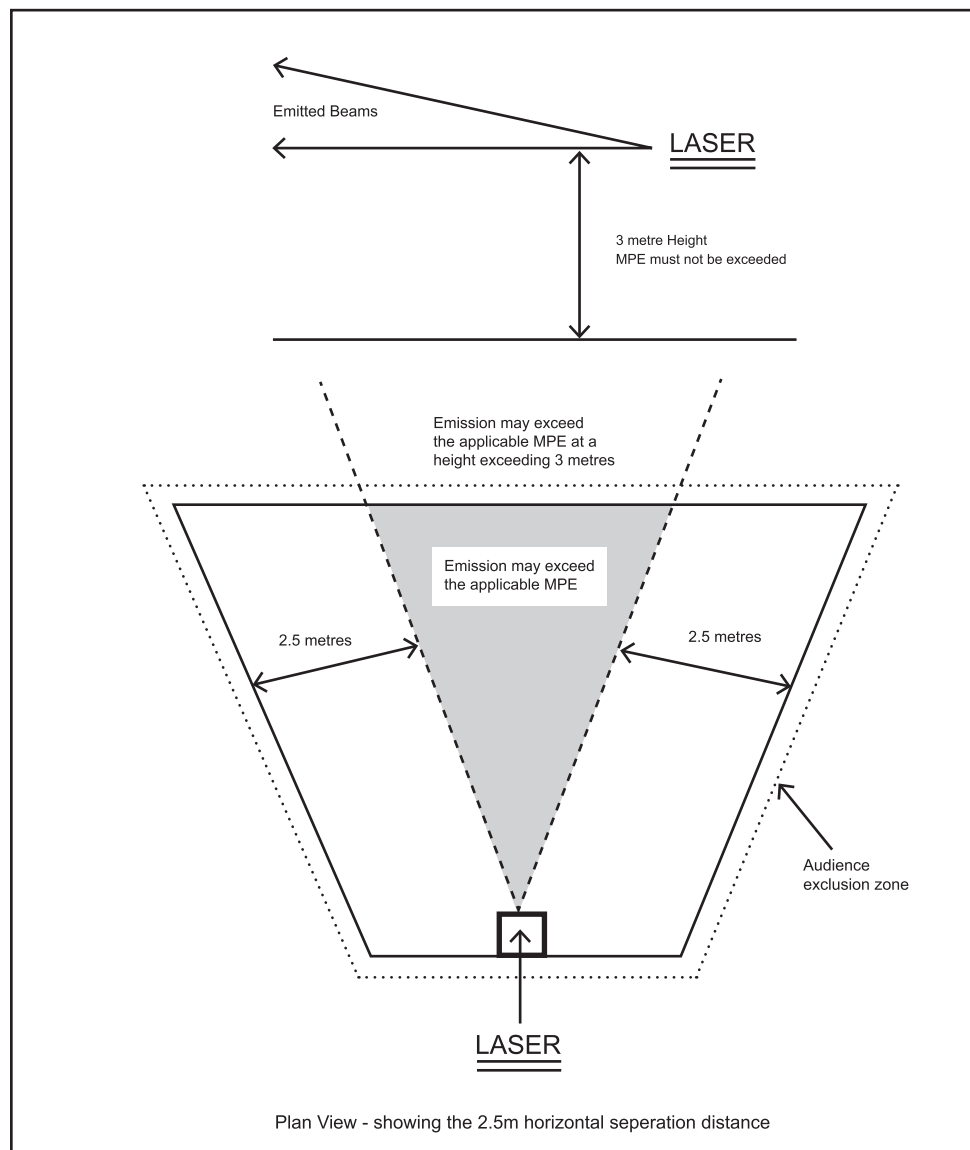 Emitted Beams
LASER
3 metre Height
MPE must not be exceeded
Emission may exceed
the applicable MPE at a
height exceeding 3 metres
Emission may exceed
the applicable MPE
2.5 metres
2.5 metres
Audience
exclusion zone
LASER
Plan View - showing the 2.5m horizontal seperation distance